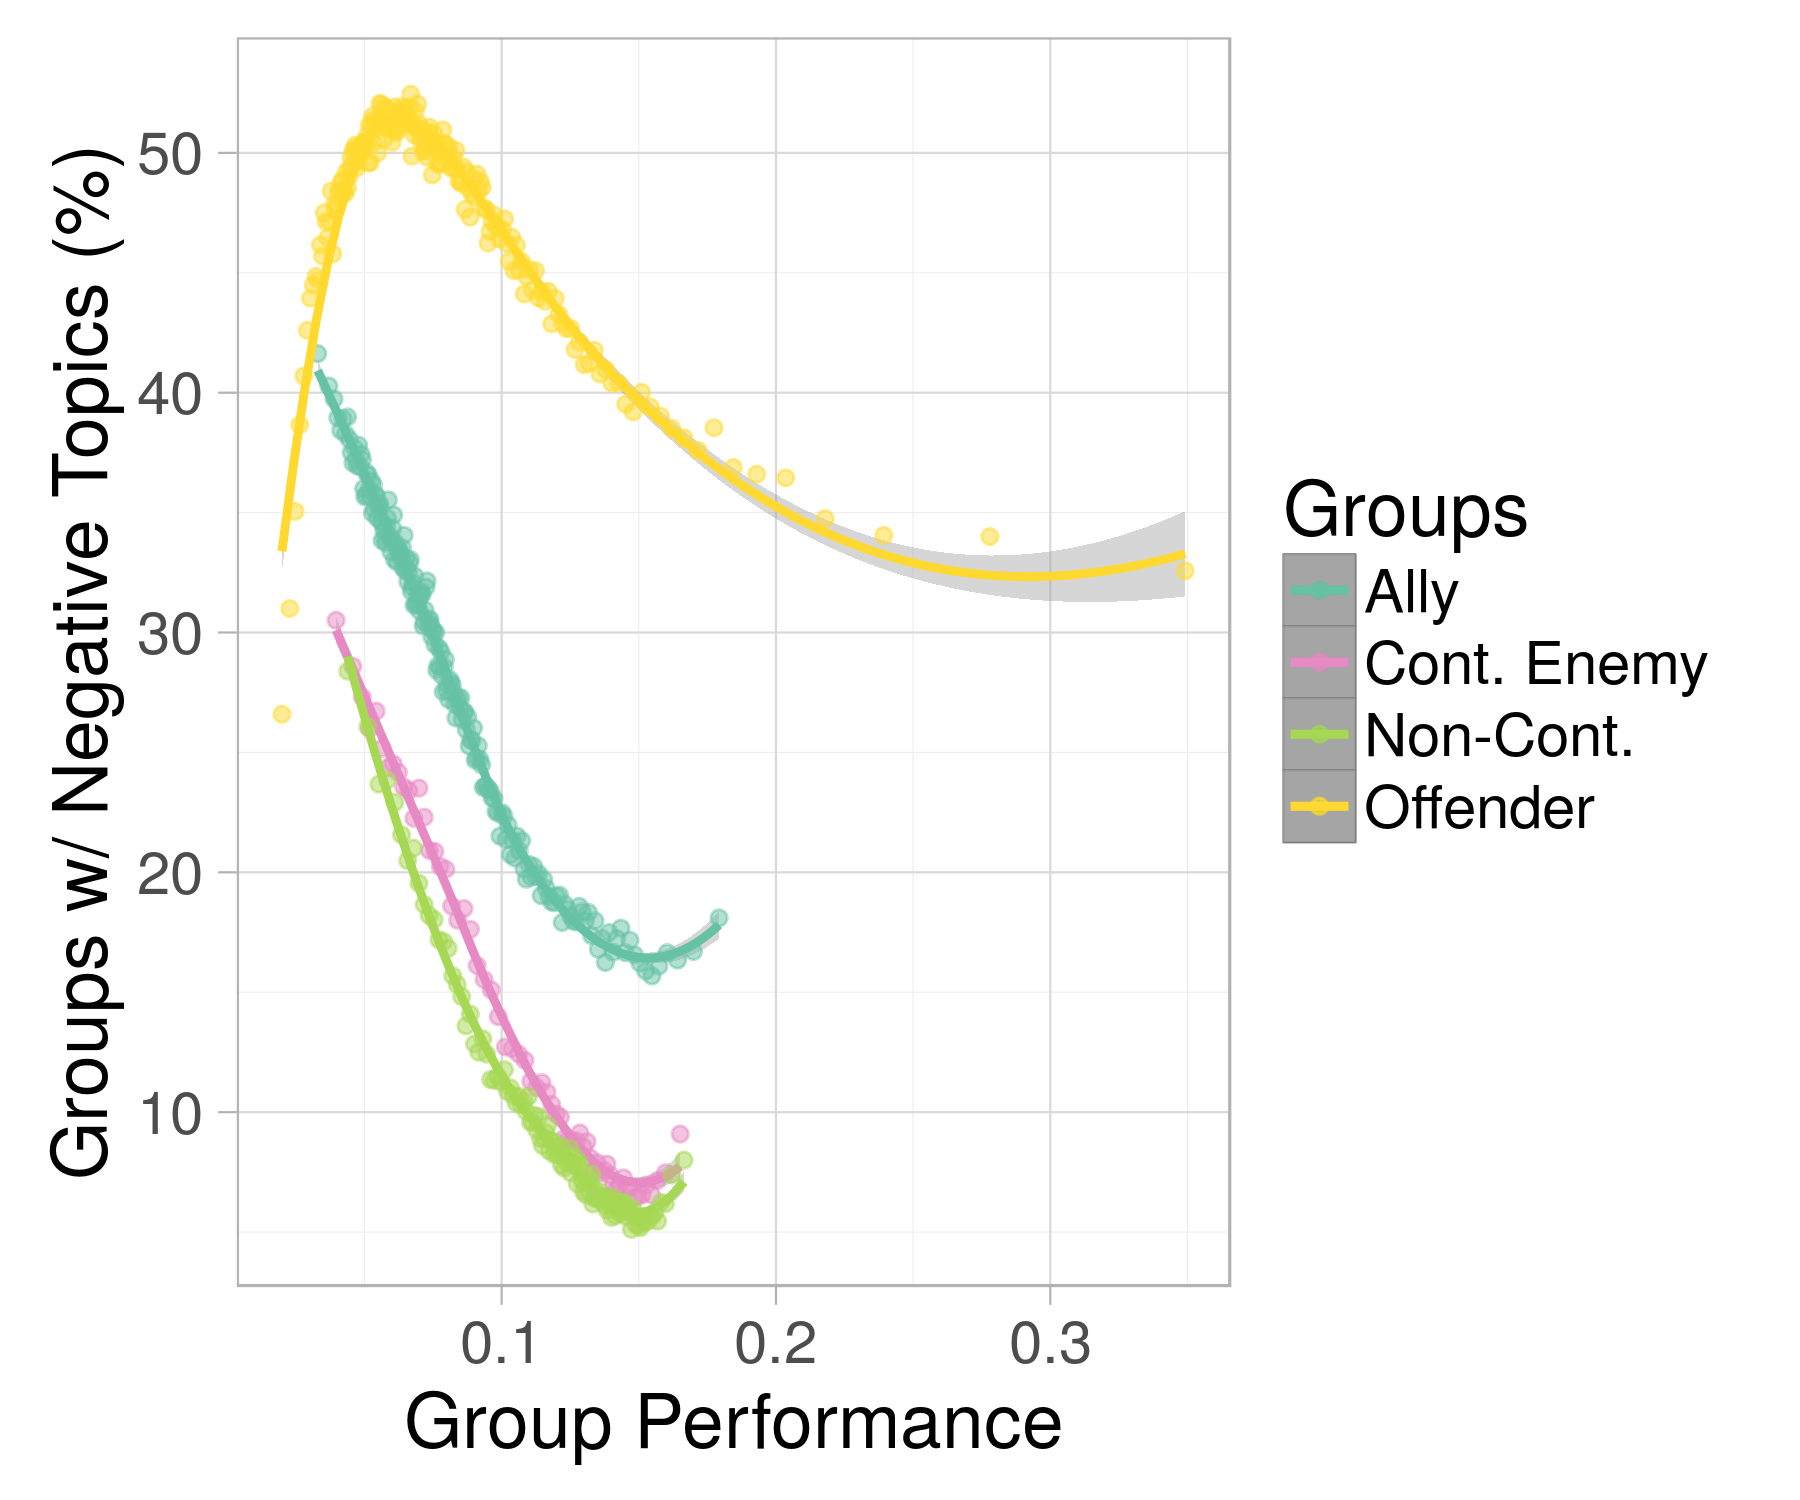 Groups w/ Negative Topics (%)
50
40
30
20
10
0.1 0.2 0.3
Group Performance
Groups
Ally
Cont. Enemy
Non-Cont.
Offender